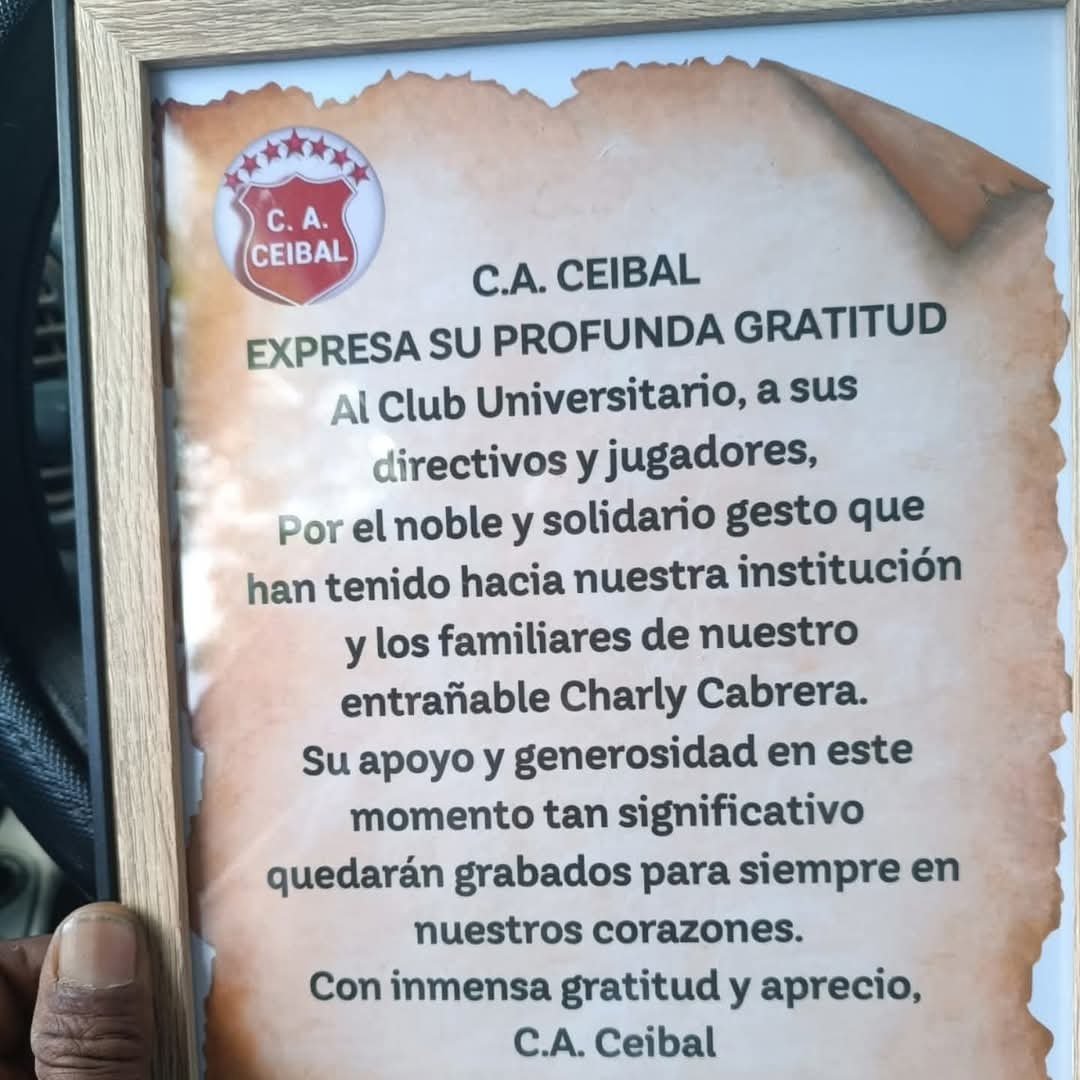 C. A.
CEIBAL
C.A. CEIBAL
EXPRESA SU PROFUNDA GRATITUD
Al Club Universitario, a sus
directivos y jugadores,
Por el noble y solidario gesto que
han tenido hacia nuestra institución
y los familiares de nuestro
entrañable Charly Cabrera.
Su apoyo y generosidad en este
momento tan significativo
quedarán grabados para siempre en
nuestros corazones.
Con inmensa gratitud y aprecio,
C.A. Ceibal